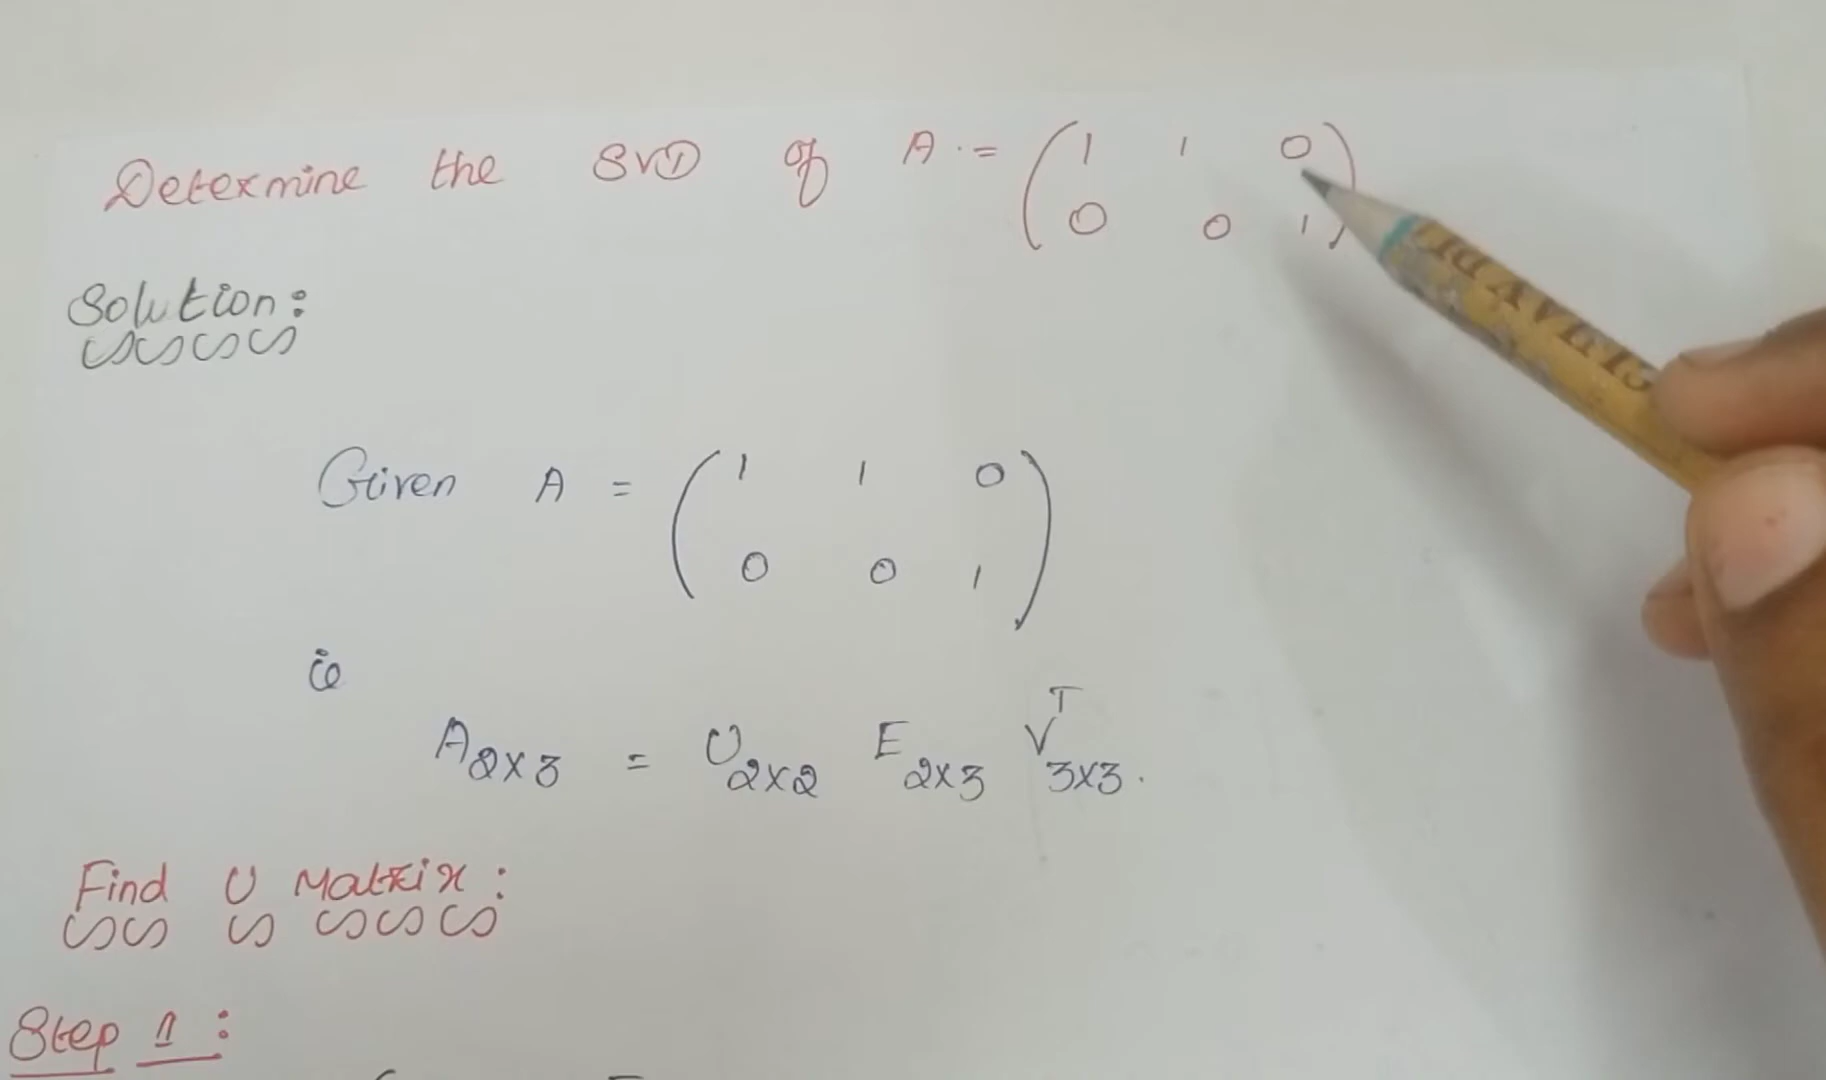 Determine the SVD of A = (1 1 0
0 0 1)
Solution:
Given A = (1 1 0
0 0 1)
ie
A2x3 = U2x2 E2x3 V^T3x3.
Find U Matrix:
Step 1: